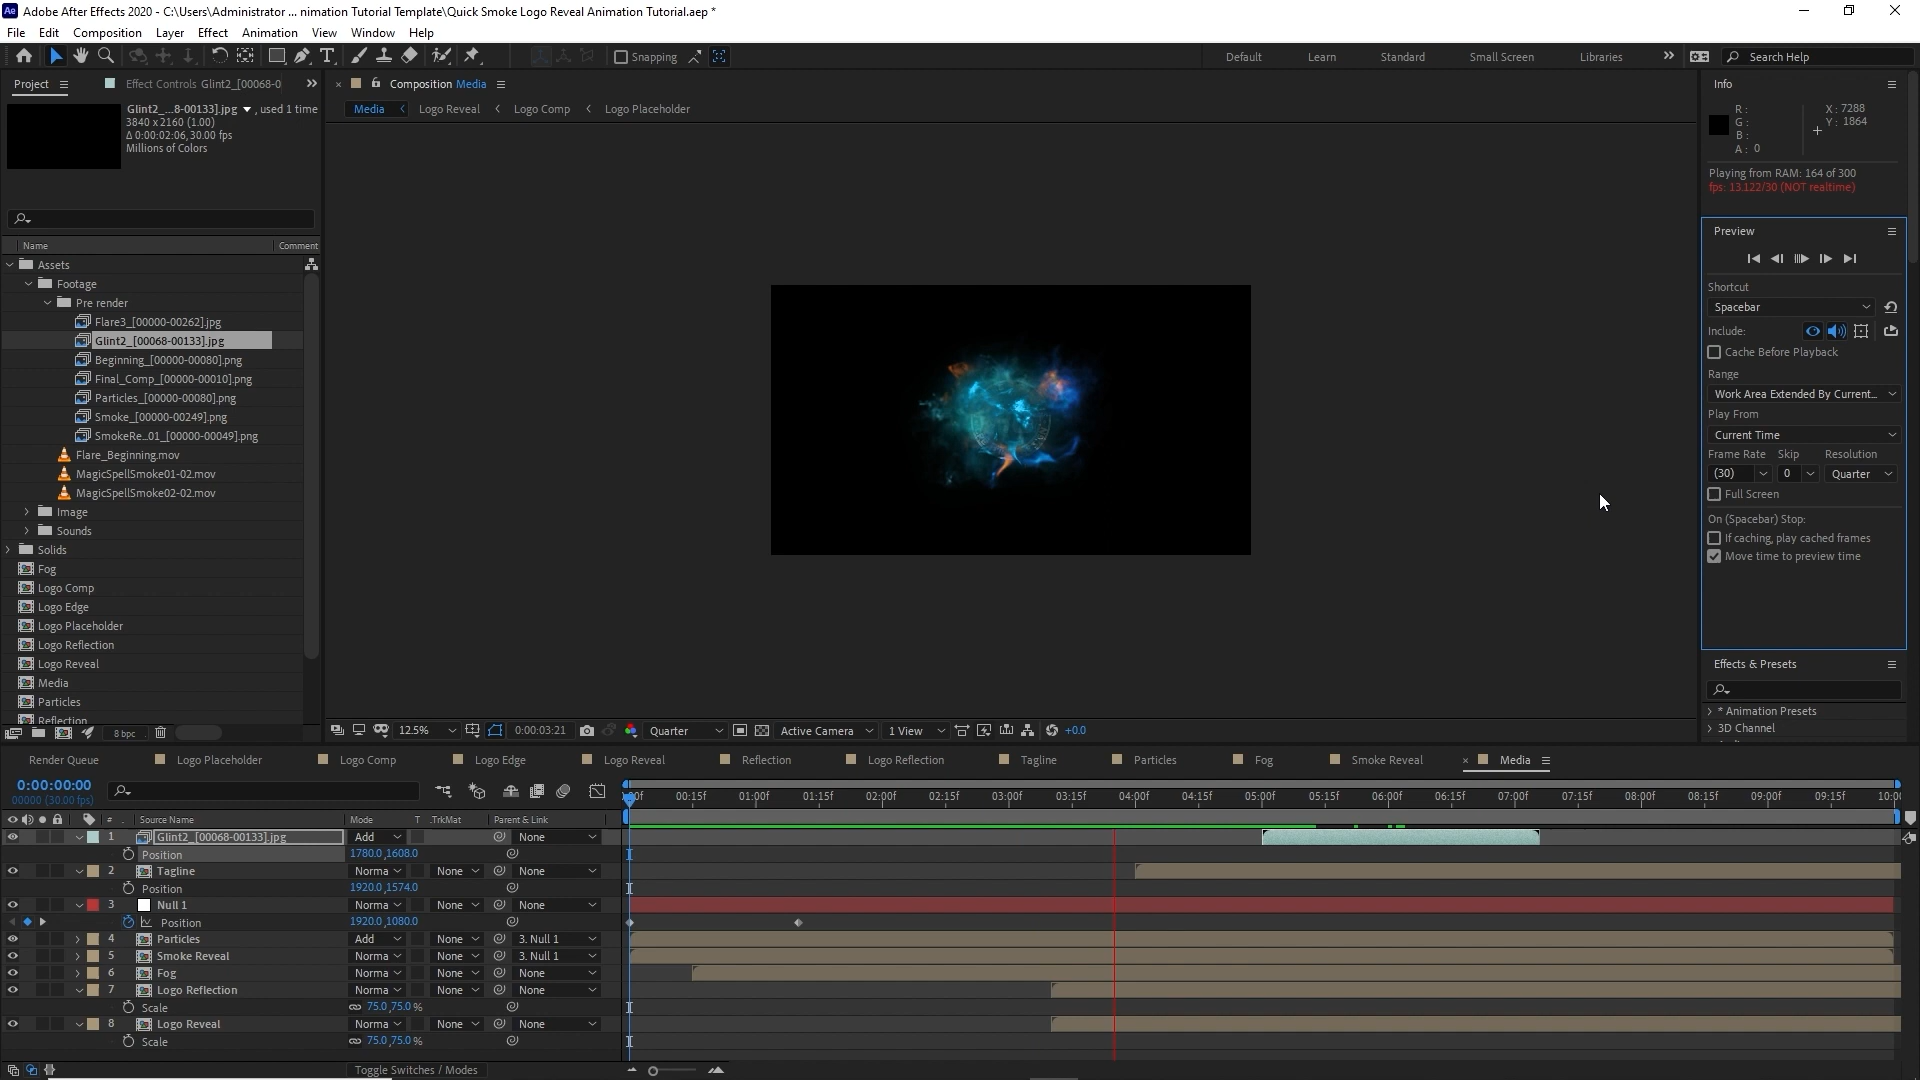 Adobe After Effects 2020 - C:\Users\Administrator ... nimation Tutorial Template\Quick Smoke Logo Reveal Animation Tutorial.aep *
File Edit Composition Layer Effect Animation View Window Help
Snapping
Default Learn Standard Small Screen Libraries Search Help
Project Effect Controls Glint2_[00068-0
Glint2_...8-00133].jpg , used 1 time
3840 x 2160 (1.00)
Δ 0:00:02:06, 30.00 fps
Millions of Colors
Name Comment
Assets
Footage
Pre render
Flare3_[00000-00262].jpg
Glint2_[00068-00133].jpg
Beginning_[00000-00080].png
Final_Comp_[00000-00010].png
Particles_[00000-00080].png
Smoke_[00000-00249].png
SmokeRe...01_[00000-00049].png
Flare_Beginning.mov
MagicSpellSmoke01-02.mov
MagicSpellSmoke02-02.mov
Image
Sounds
Solids
Fog
Logo Comp
Logo Edge
Logo Placeholder
Logo Reflection
Logo Reveal
Media
Particles
Reflection
8 bpc
Composition Media
Media Logo Reveal Logo Comp Logo Placeholder
12.5% 0:00:03:21 Quarter Active Camera 1 View +0.0
Info
R : X : 7288
G : Y : 1864
B :
A : 0
Playing from RAM: 164 of 300
fps: 13.122/30 (NOT realtime)
Preview
Shortcut
Spacebar
Include:
Cache Before Playback
Range
Work Area Extended By Current...
Play From
Current Time
Frame Rate Skip Resolution
(30) 0 Quarter
Full Screen
On (Spacebar) Stop:
If caching, play cached frames
Move time to preview time
Effects & Presets
* Animation Presets
3D Channel
Render Queue Logo Placeholder Logo Comp Logo Edge Logo Reveal Reflection Logo Reflection Tagline Particles Fog Smoke Reveal Media
0:00:00:00
00000 (30.00 fps)
00:15f 01:00f 01:15f 02:00f 02:15f 03:00f 03:15f 04:00f 04:15f 05:00f 05:15f 06:00f 06:15f 07:00f 07:15f 08:00f 08:15f 09:00f 09:15f 10:0
# Source Name Mode T .TrkMat Parent & Link
1 Glint2_[00068-00133].jpg Add None
Position 1780.0,1608.0
2 Tagline Norma None None
Position 1920.0,1574.0
3 Null 1 Norma None None
Position 1920.0,1080.0
4 Particles Add None 3. Null 1
5 Smoke Reveal Norma None 3. Null 1
6 Fog Norma None None
7 Logo Reflection Norma None None
Scale 75.0,75.0%
8 Logo Reveal Norma None None
Scale 75.0,75.0%
Toggle Switches / Modes